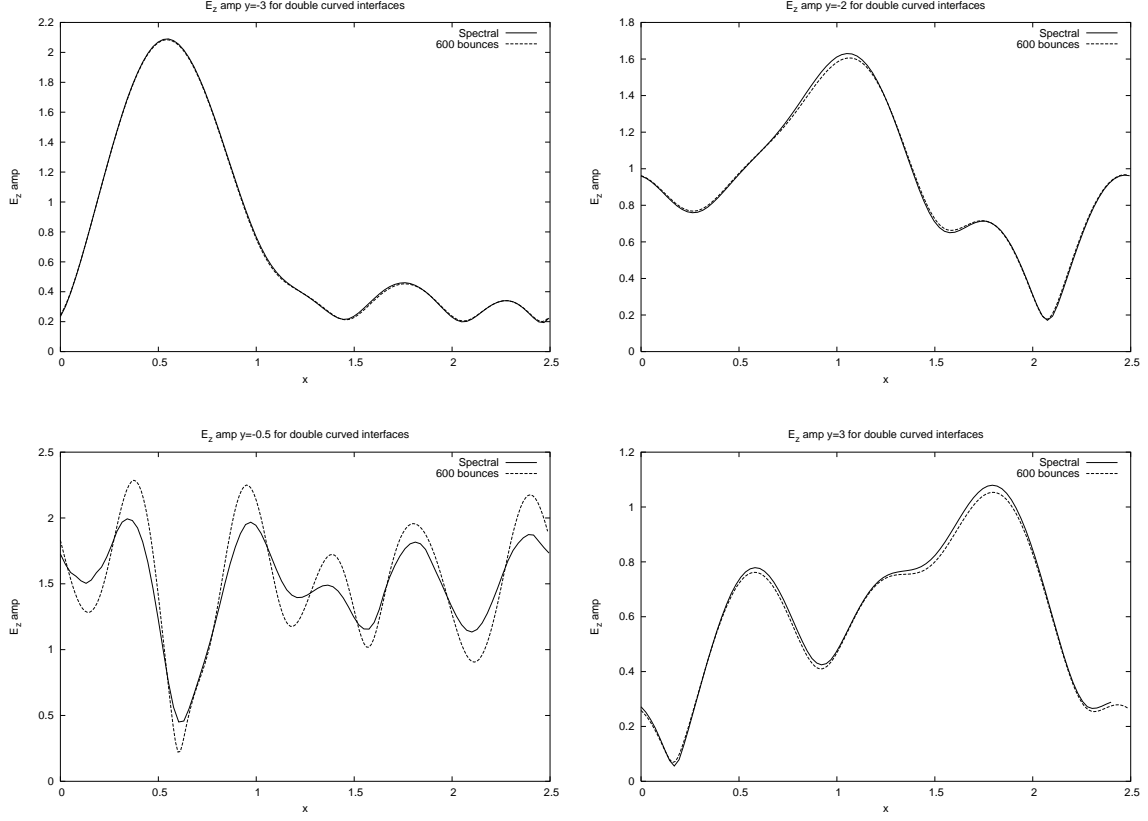 E_z amp y=-3 for double curved interfaces
Spectral
600 bounces
E_z amp
2.2
2
1.8
1.6
1.4
1.2
1
0.8
0.6
0.4
0.2
0
0 0.5 1 1.5 2 2.5
x
E_z amp y=-2 for double curved interfaces
Spectral
600 bounces
E_z amp
1.8
1.6
1.4
1.2
1
0.8
0.6
0.4
0.2
0
0 0.5 1 1.5 2 2.5
x
E_z amp y=-0.5 for double curved interfaces
Spectral
600 bounces
E_z amp
2.5
2
1.5
1
0.5
0
0 0.5 1 1.5 2 2.5
x
E_z amp y=3 for double curved interfaces
Spectral
600 bounces
E_z amp
1.2
1
0.8
0.6
0.4
0.2
0
0 0.5 1 1.5 2 2.5
x